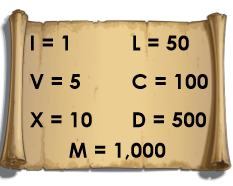 I = 1 L = 50
V = 5 C = 100
X = 10 D = 500
M = 1,000